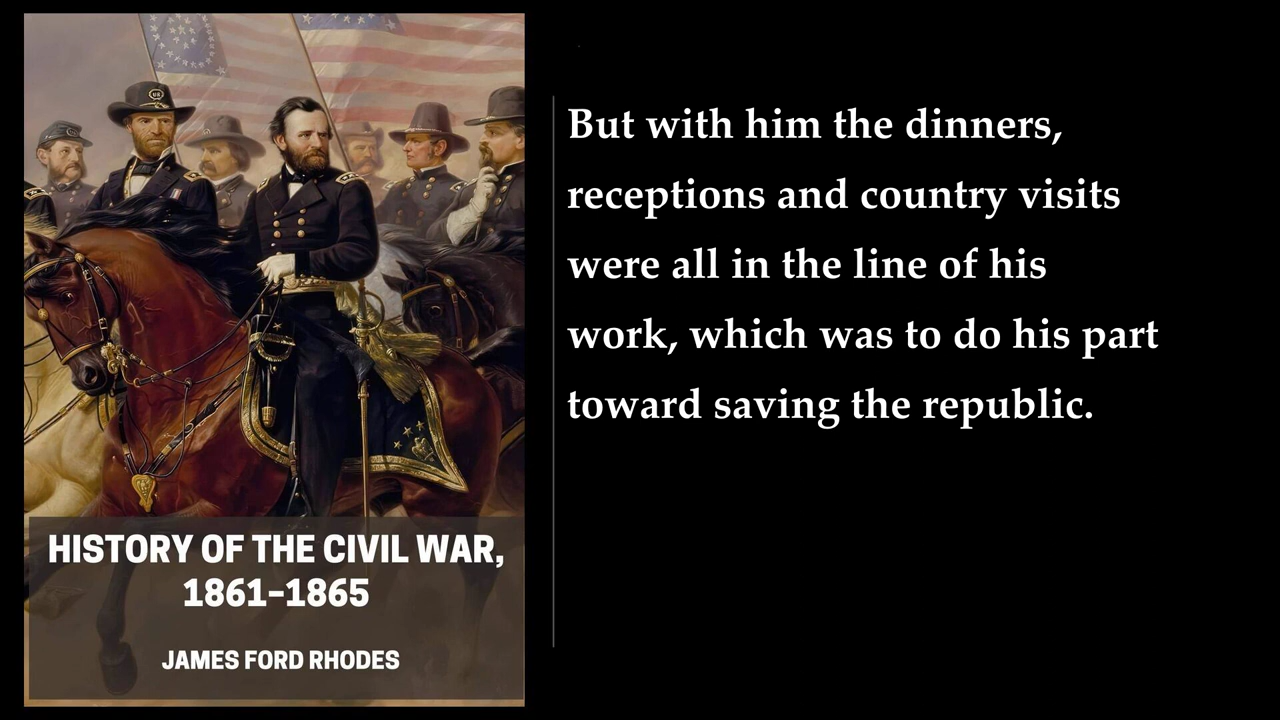 HISTORY OF THE CIVIL WAR,
1861–1865
JAMES FORD RHODES
But with him the dinners,
receptions and country visits
were all in the line of his
work, which was to do his part
toward saving the republic.